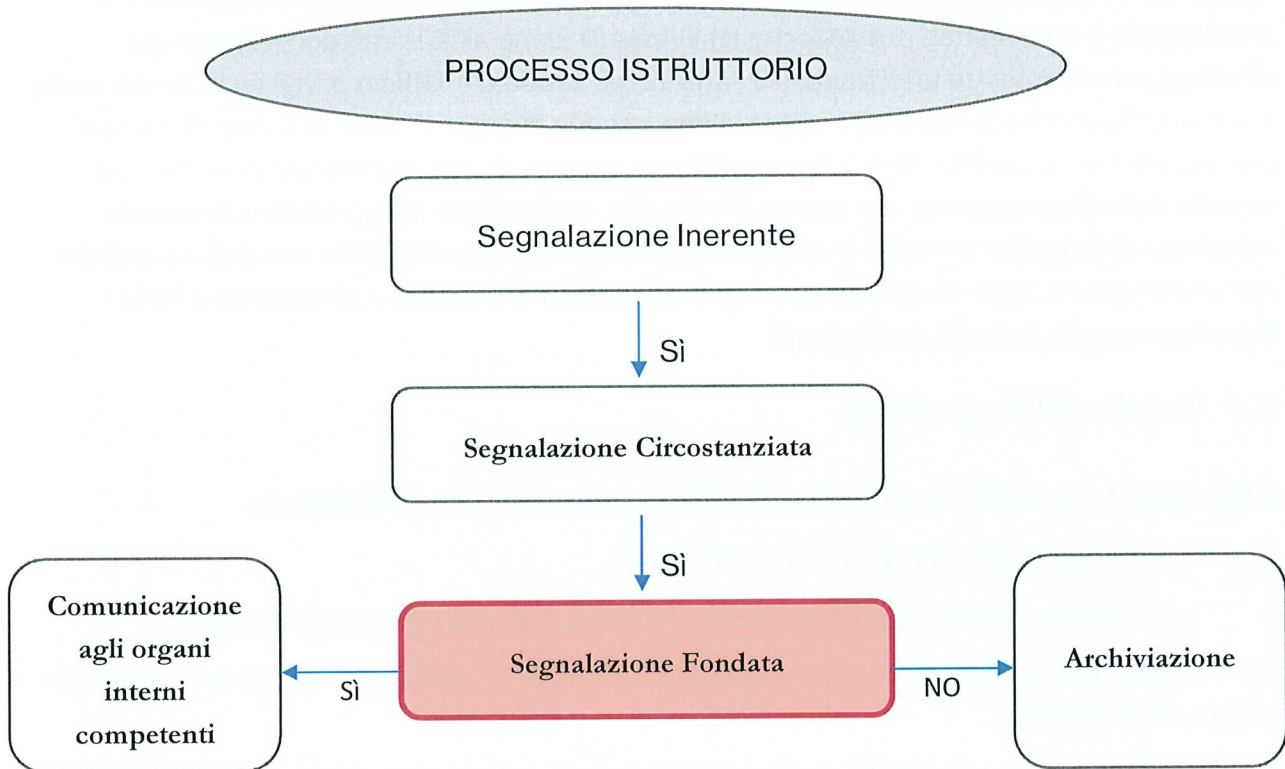 PROCESSO ISTRUTTORIO
Segnalazione Inerente
Sì
Segnalazione Circostanziata
Sì
Comunicazione
agli organi
interni
competenti
Sì
Segnalazione Fondata
NO
Archiviazione